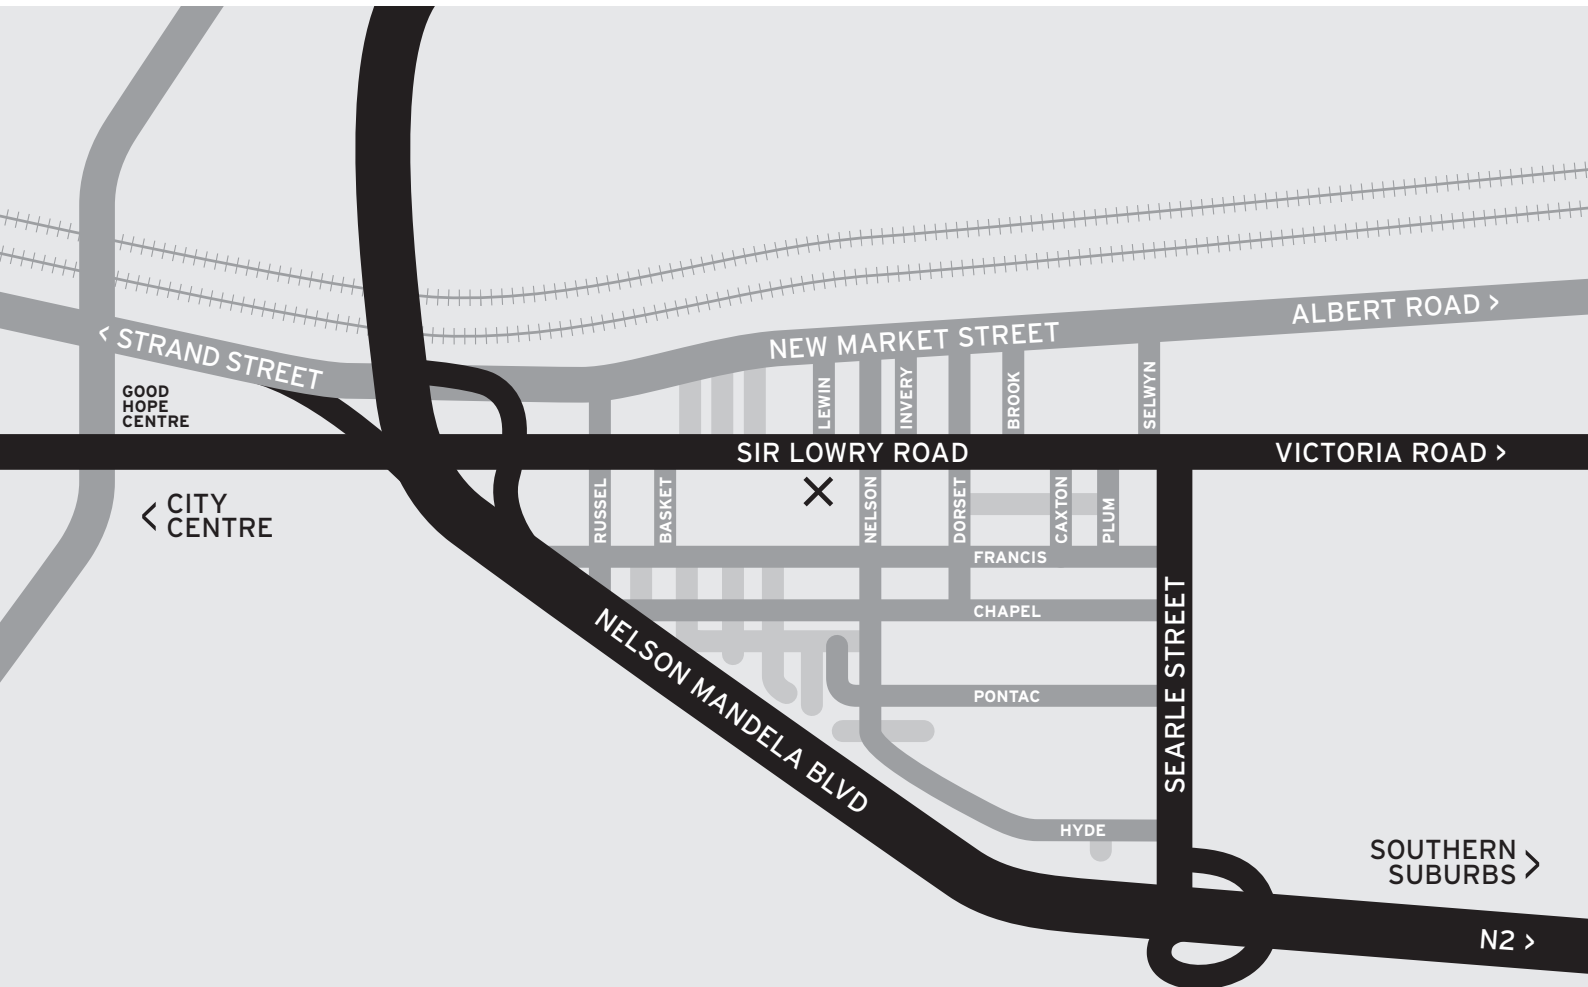 ALBERT ROAD >
NEW MARKET STREET
< STRAND STREET
GOOD
HOPE
CENTRE
LEWIN
INVERY
BROOK
SELWYN
SIR LOWRY ROAD
VICTORIA ROAD >
< CITY
CENTRE
RUSSEL
BASKET
NELSON
DORSET
CAXTON
PLUM
FRANCIS
CHAPEL
SEARLE STREET
NELSON MANDELA BLVD
PONTAC
HYDE
SOUTHERN >
SUBURBS
N2 >